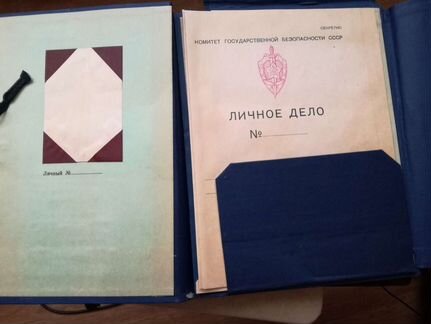 Личный №
СЕКРЕТНО
КОМИТЕТ ГОСУДАРСТВЕННОЙ БЕЗОПАСНОСТИ СССР
ЛИЧНОЕ ДЕЛО
№